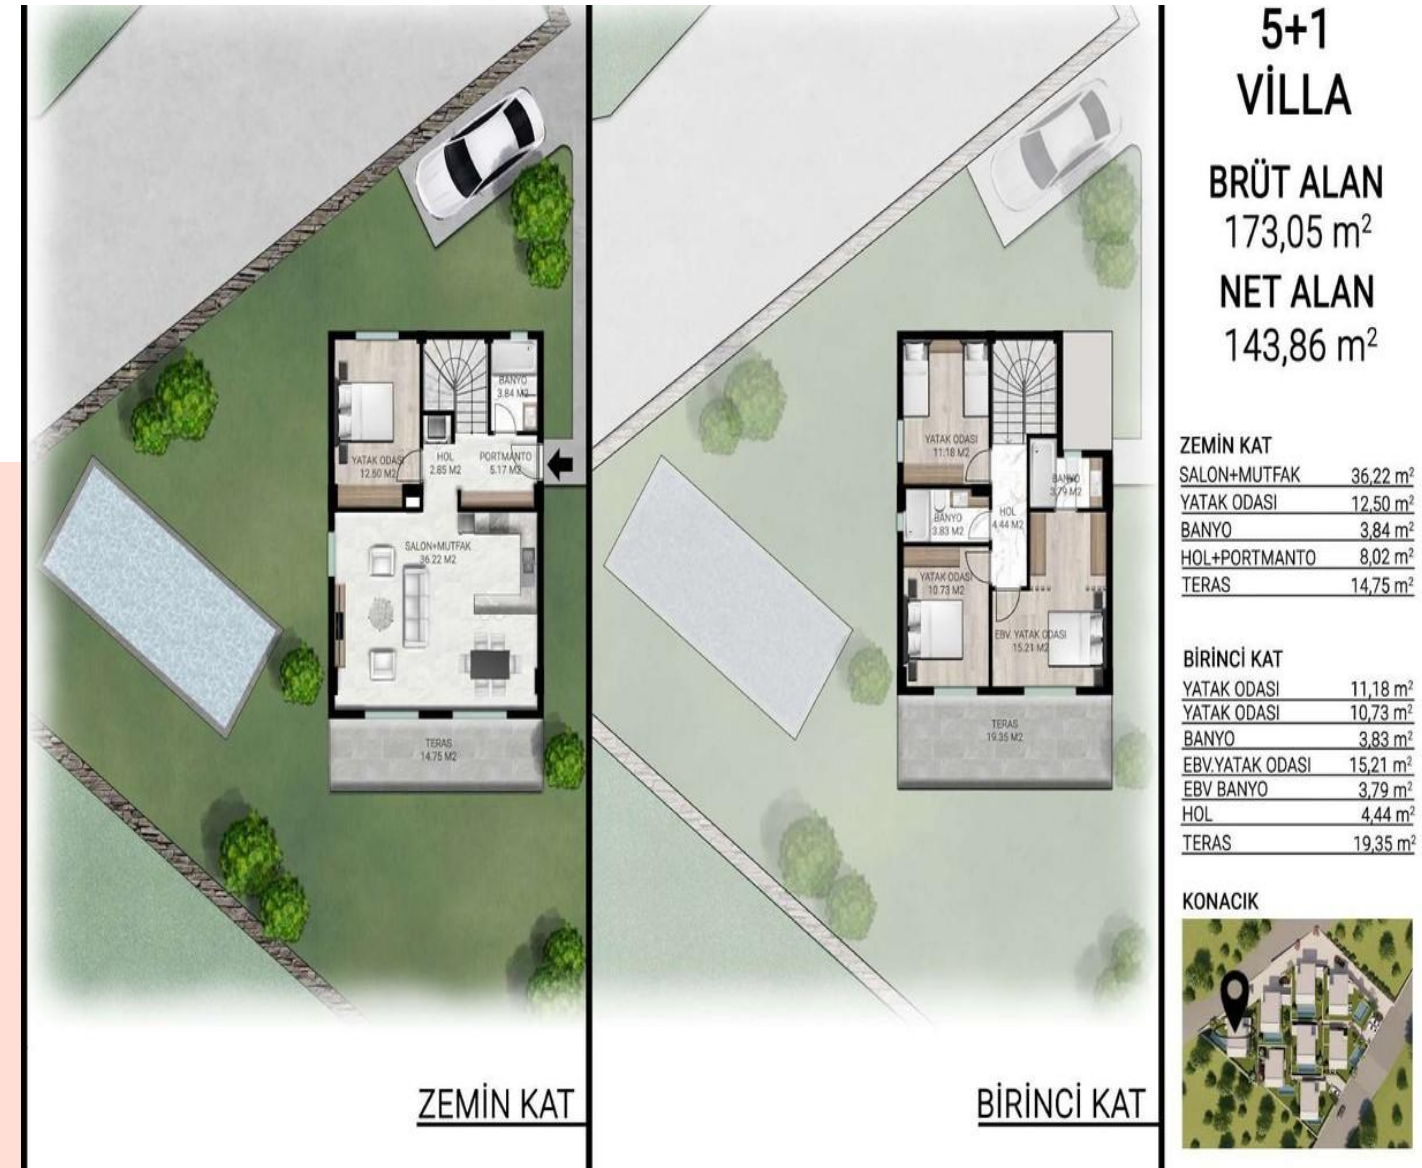 5+1
VİLLA
BRÜT ALAN
173,05 m²
NET ALAN
143,86 m²
ZEMİN KAT
SALON+MUTFAK 36,22 m²
YATAK ODASI 12,50 m²
BANYO 3,84 m²
HOL+PORTMANTO 8,02 m²
TERAS 14,75 m²
BİRİNCİ KAT
YATAK ODASI 11,18 m²
YATAK ODASI 10,73 m²
BANYO 3,83 m²
EBV.YATAK ODASI 15,21 m²
EBV BANYO 3,79 m²
HOL 4,44 m²
TERAS 19,35 m²
KONACIK
BANYO
3.84 M2
YATAK ODASI
12.50 M2
HOL
2.85 M2
PORTMANTO
5.17 M2
SALON+MUTFAK
36.22 M2
TERAS
14.75 M2
ZEMİN KAT
YATAK ODASI
11.18 M2
BANYO
3.79 M2
BANYO
3.83 M2
HOL
4.44 M2
YATAK ODASI
10.73 M2
EBV. YATAK ODASI
15.21 M2
TERAS
19.35 M2
BİRİNCİ KAT